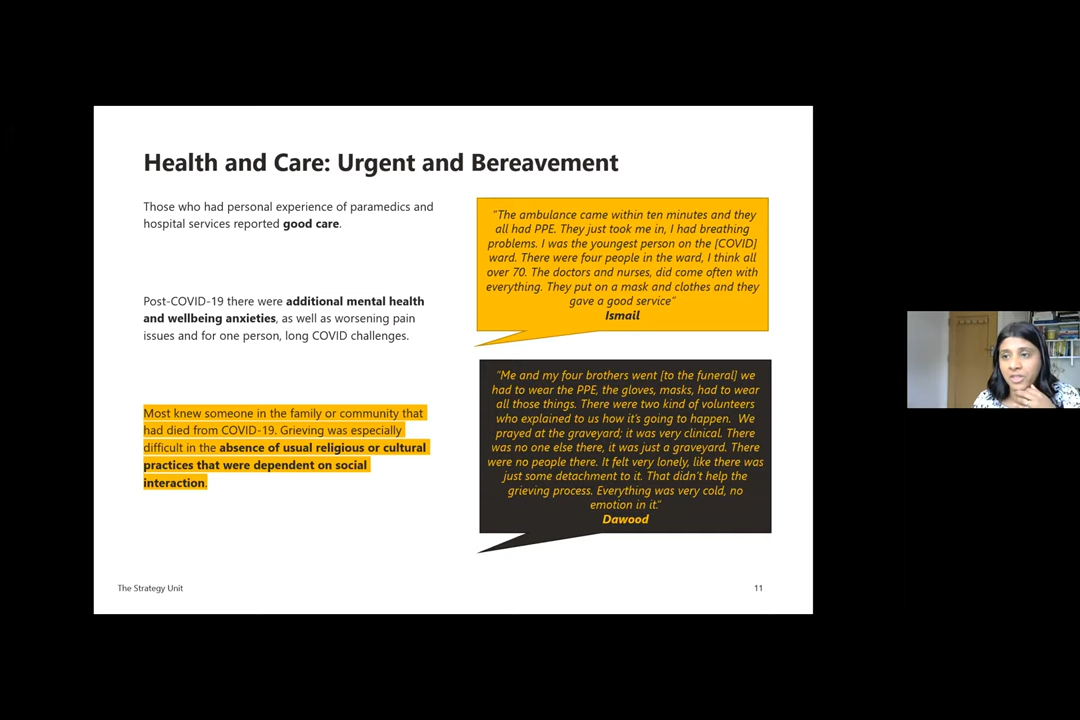 Health and Care: Urgent and Bereavement
Those who had personal experience of paramedics and
hospital services reported good care.
Post-COVID-19 there were additional mental health
and wellbeing anxieties, as well as worsening pain
issues and for one person, long COVID challenges.
Most knew someone in the family or community that
had died from COVID-19. Grieving was especially
difficult in the absence of usual religious or cultural
practices that were dependent on social
interaction.
"The ambulance came within ten minutes and they
all had PPE. They just took me in, I had breathing
problems. I was the youngest person on the [COVID]
ward. There were four people in the ward, I think all
over 70. The doctors and nurses, did come often with
everything. They put on a mask and clothes and they
gave a good service"
Ismail
"Me and my four brothers went [to the funeral] we
had to wear the PPE, the gloves, masks, had to wear
all those things. There were two kind of volunteers
who explained to us how it's going to happen. We
prayed at the graveyard; it was very clinical. There
was no one else there, it was just a graveyard. There
were no people there. It felt very lonely, like there was
just some detachment to it. That didn't help the
grieving process. Everything was very cold, no
emotion in it."
Dawood
The Strategy Unit
11